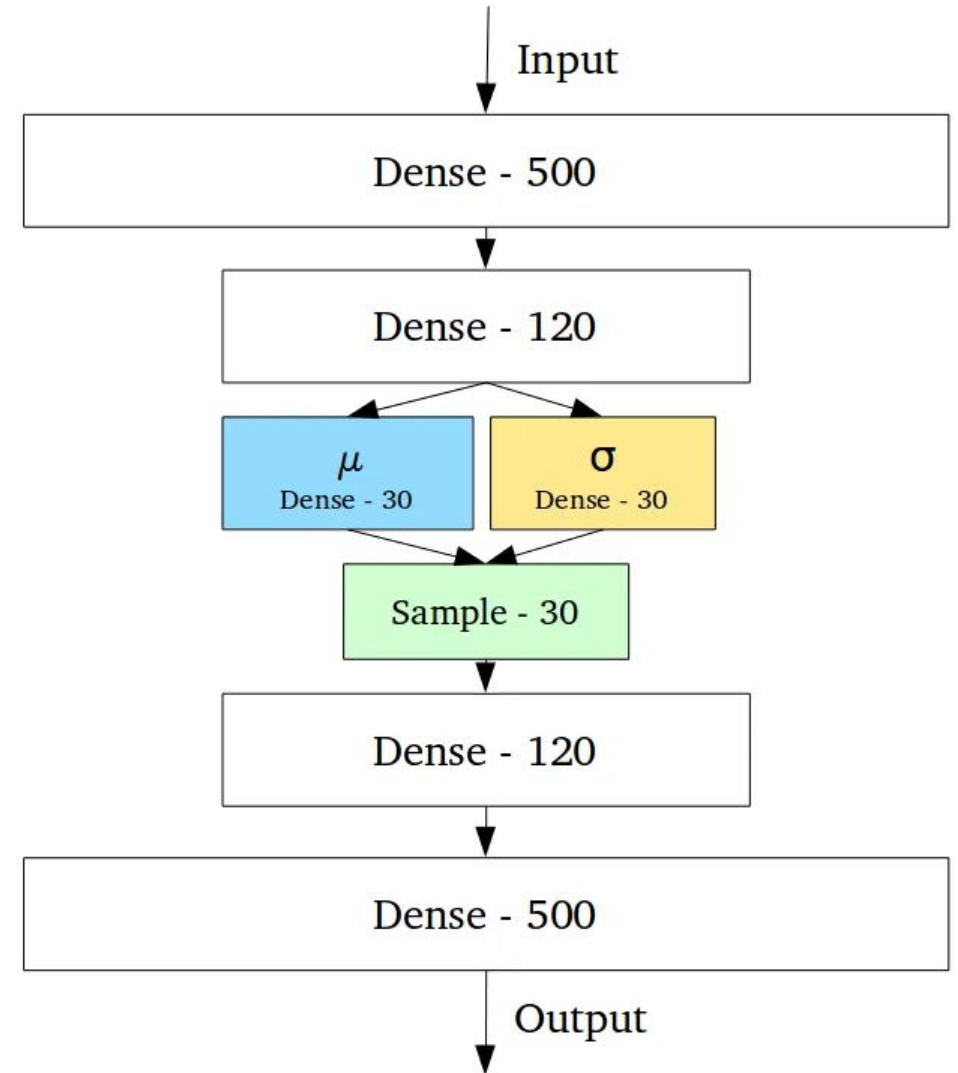 Input
Dense - 500
Dense - 120
μ
Dense - 30
σ
Dense - 30
Sample - 30
Dense - 120
Dense - 500
Output